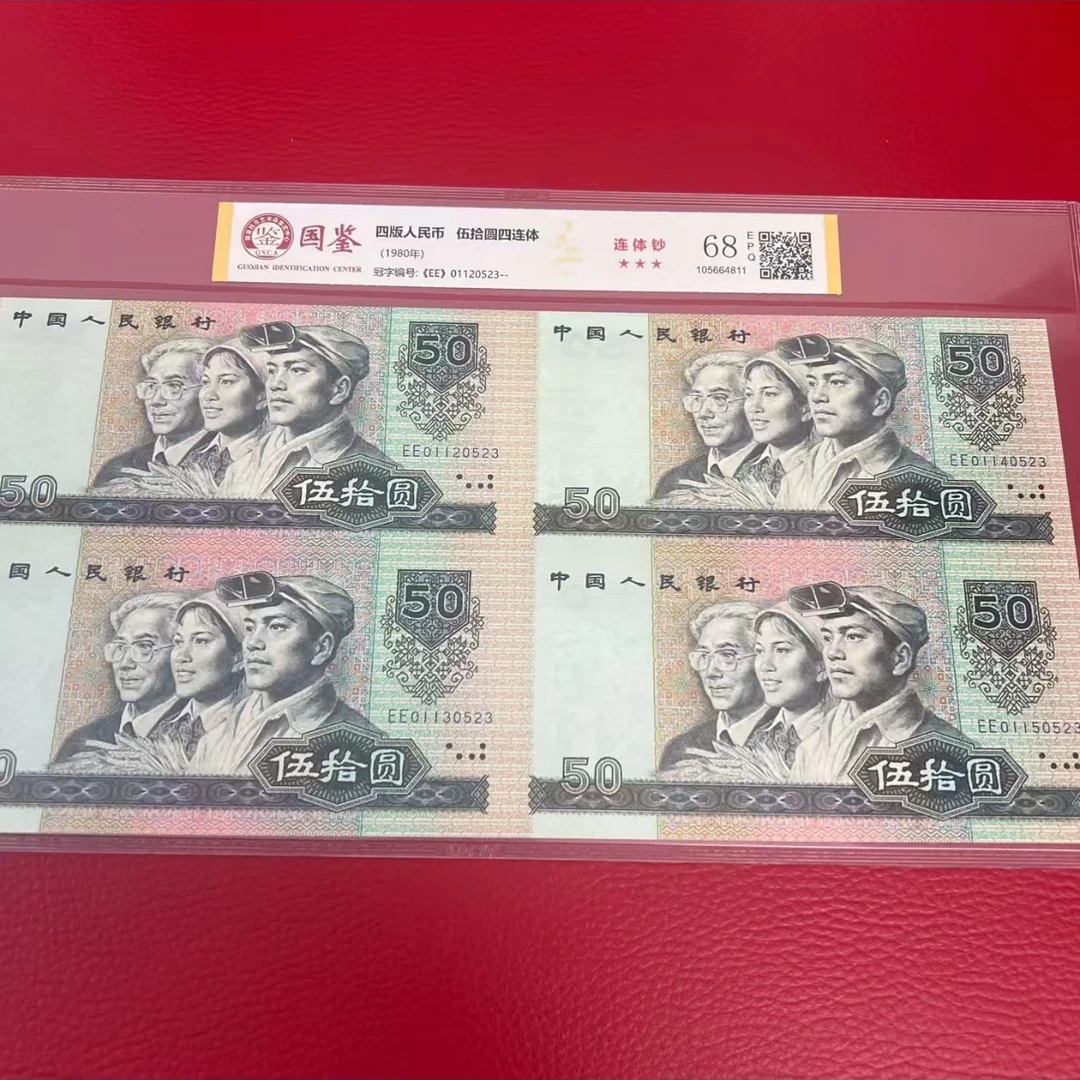 国鉴
GSCA
GUOJIAN IDENTIFICATION CENTER
四版人民币 伍拾圆四连体
(1980年)
冠字编号:《EE》01120523--
连体钞
★★★
68 EPQ
105664811
中国人民银行
50
EE01120523
50
伍拾圆
中国人民银行
50
EE01140523
50
伍拾圆
国人民银行
50
EE01130523
0
伍拾圆
中国人民银行
50
EE01150523
50
伍拾圆